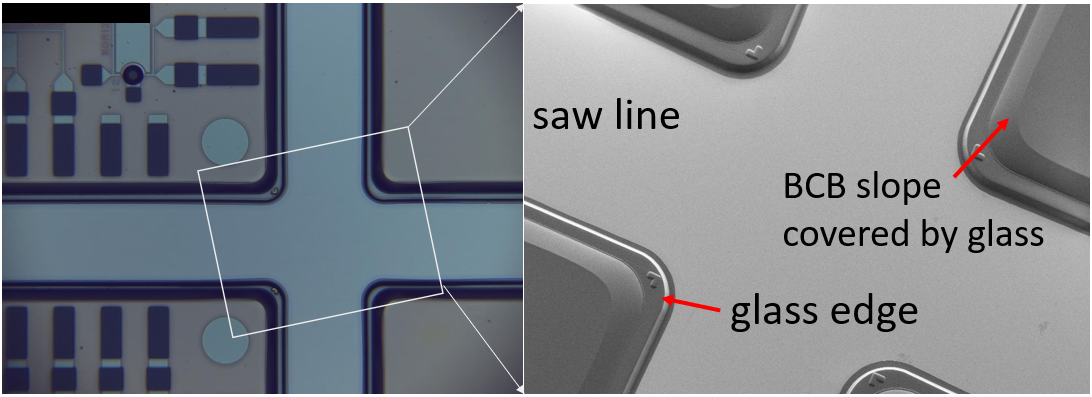 saw line
BCB slope
covered by glass
glass edge